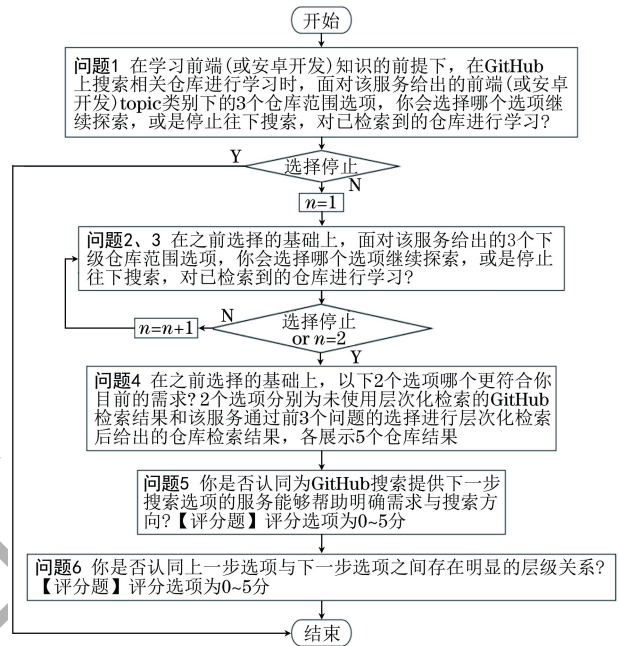 开始
问题1 在学习前端(或安卓开发)知识的前提下，在GitHub
上搜索相关仓库进行学习时，面对该服务给出的前端(或安卓
开发)topic类别下的3个仓库范围选项，你会选择哪个选项继
续探索，或是停止往下搜索，对已检索到的仓库进行学习?
Y
选择停止
N
n=1
问题2、3 在之前选择的基础上，面对该服务给出的3个下
级仓库范围选项，你会选择哪个选项继续探索，或是停止
往下搜索，对已检索到的仓库进行学习?
n=n+1
N
选择停止
or n=2
Y
问题4 在之前选择的基础上，以下2个选项哪个更符合你
目前的需求?2个选项分别为未使用层次化检索的GitHub
检索结果和该服务通过前3个问题的选择进行层次化检索
后给出的仓库检索结果，各展示5个仓库结果
问题5 你是否认同为GitHub搜索提供下一步
搜索选项的服务能够帮助明确需求与搜索方
向?【评分题】评分选项为0~5分
问题6 你是否认同上一步选项与下一步选项之间存在明显的层级关系?
【评分题】评分选项为0~5分
结束